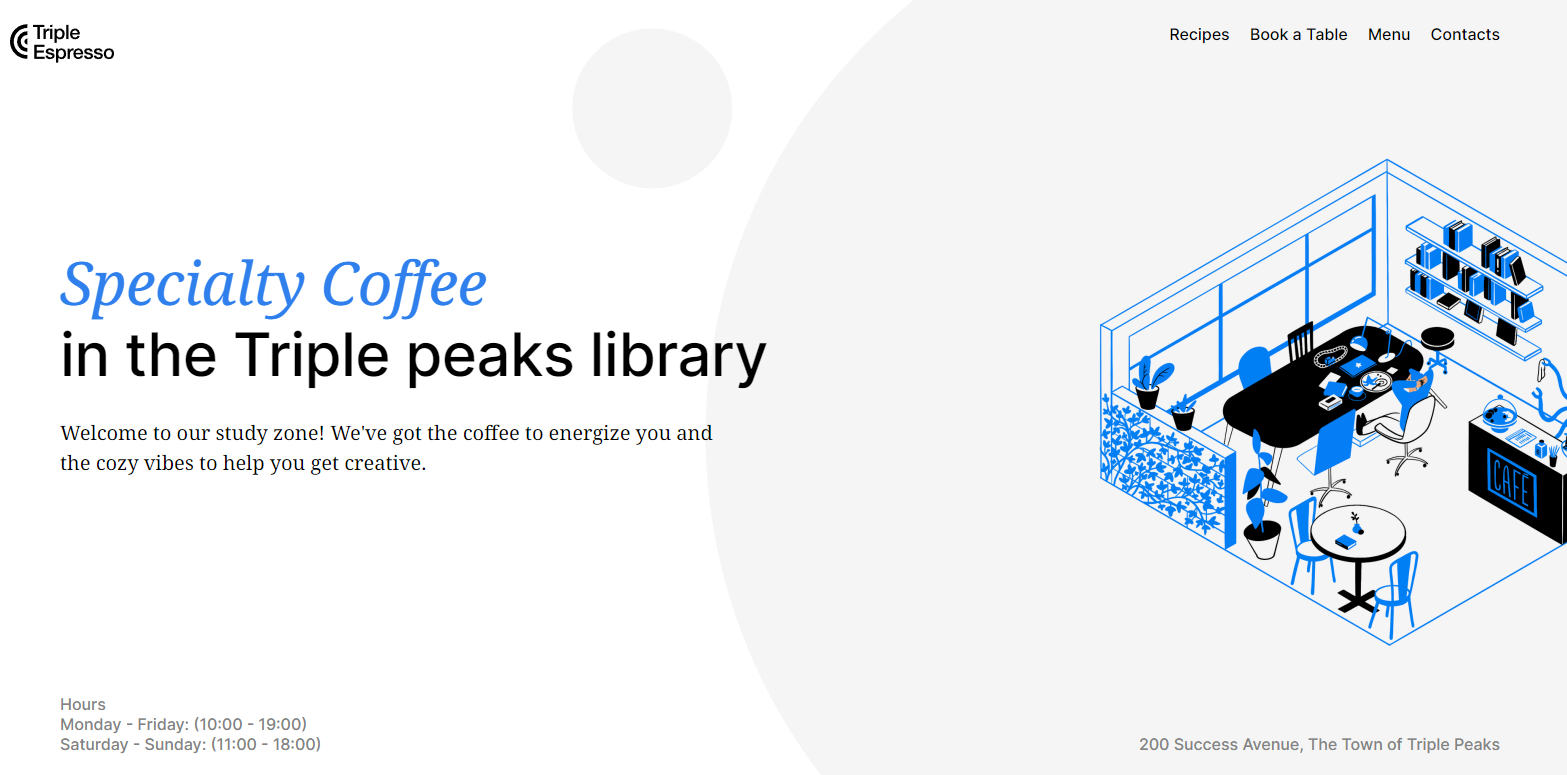 Triple
Espresso
Recipes Book a Table Menu Contacts
Specialty Coffee
in the Triple peaks library
Welcome to our study zone! We've got the coffee to energize you and
the cozy vibes to help you get creative.
CAFE
Hours
Monday - Friday: (10:00 - 19:00)
Saturday - Sunday: (11:00 - 18:00)
200 Success Avenue, The Town of Triple Peaks